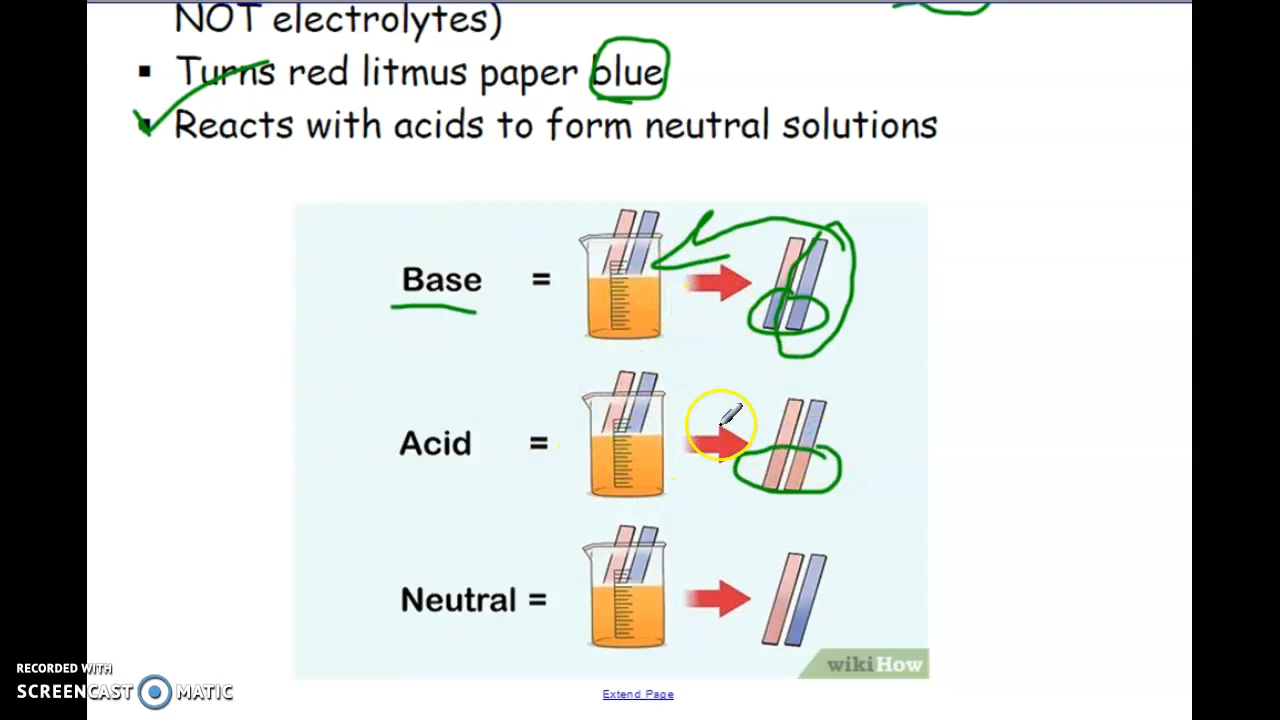 NOT electrolytes)
▪ Turns red litmus paper blue
▪ Reacts with acids to form neutral solutions
Base =
Acid =
Neutral =
wikiHow
RECORDED WITH
SCREENCAST MATIC
Extend Page